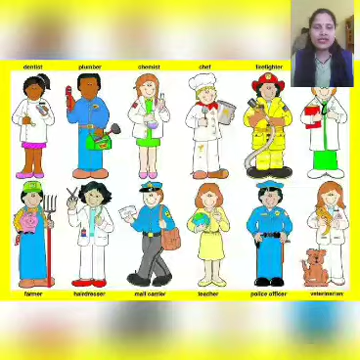 dentist plumber chemist chef firefighter
farmer hairdresser mail carrier teacher police officer veterinarian